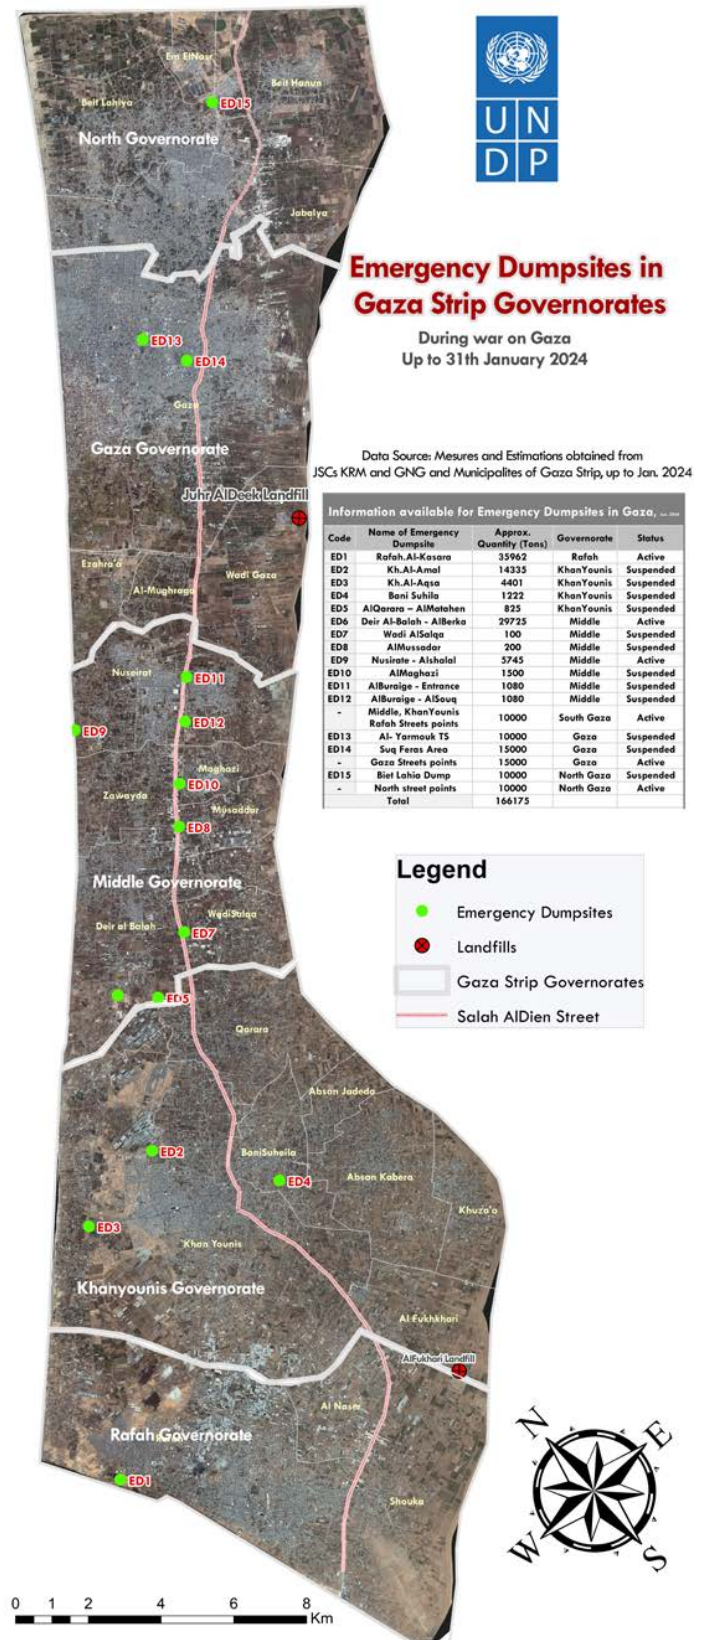 UN
DP
Emergency Dumpsites in
Gaza Strip Governorates
During war on Gaza
Up to 31th January 2024
Data Source: Mesures and Estimations obtained from
JSCs KRM and GNG and Municipalites of Gaza Strip, up to Jan. 2024
Information available for Emergency Dumpsites in Gaza,
Code Name of Emergency Dumpsite Approx. Quantity (Tons) Governorate Status
ED1 Rafah.Al-Kasara 35962 Rafah Active
ED2 Kh.Al-Amal 14335 KhanYounis Suspended
ED3 Kh.Al-Aqsa 4401 KhanYounis Suspended
ED4 Bani Suhila 1222 KhanYounis Suspended
ED5 AlQarara – AlMatahen 825 KhanYounis Suspended
ED6 Deir Al-Balah - AlBerka 29725 Middle Active
ED7 Wadi AlSalqa 100 Middle Suspended
ED8 AlMussadar 200 Middle Suspended
ED9 Nusirate - Alshalal 5745 Middle Active
ED10 AlMaghazi 1500 Middle Suspended
ED11 AlBuraige - Entrance 1080 Middle Suspended
ED12 AlBuraige - AlSouq 1080 Middle Suspended
- Middle, KhanYounis Rafah Streets points 10000 South Gaza Active
ED13 Al- Yarmouk TS 10000 Gaza Suspended
ED14 Suq Feras Area 15000 Gaza Suspended
- Gaza Streets points 15000 Gaza Active
ED15 Biet Lahia Dump 10000 North Gaza Suspended
- North street points 10000 North Gaza Active
Total 166175
Legend
Emergency Dumpsites
Landfills
Gaza Strip Governorates
Salah AlDien Street
Em ElNasr
Beit Hanun
Beit Lahiya
ED15
North Governorate
Jabalya
ED13
ED14
Gaza
Gaza Governorate
Juhr AlDeek Landfill
Ezahra'a
Wadi Gaza
Al-Mughraga
Nuseirat
ED11
ED12
ED9
Maghazi
ED10
Zawayda
Musaddar
ED8
Middle Governorate
WadiSalqa
Deir al Balah
ED7
ED5
Qarara
Absan Jadeda
ED2
BaniSuheila
ED4
Absan Kabera
Khuza'a
ED3
Khan Younis
Khanyounis Governorate
Al Fukhkhari
AlFukhari Landfill
Al Naser
Rafah Governorate
ED1
Shouka
N
E
W
S
0 1 2 4 6 8
Km